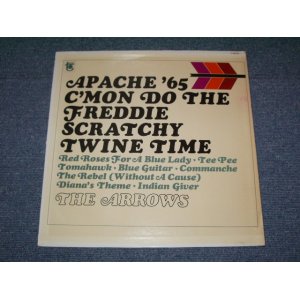 APACHE '65
C'MON DO THE
FREDDIE
SCRATCHY
TWINE TIME
Red Roses For A Blue Lady · Tee Pee
Tomahawk · Blue Guitar · Commanche
The Rebel (Without A Cause)
Diana's Theme · Indian Giver
THE ARROWS